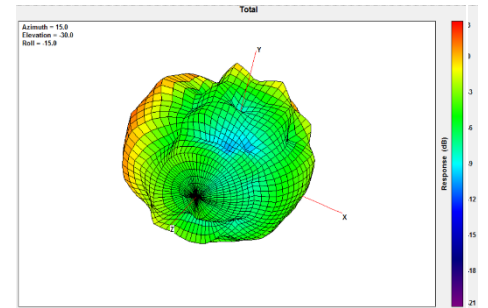 Total
Azimuth = 15.0
Elevation = -30.0
Roll = -15.0
Y
X
Z
Response (dB)
3
0
-3
-6
-9
-12
-15
-18
-21